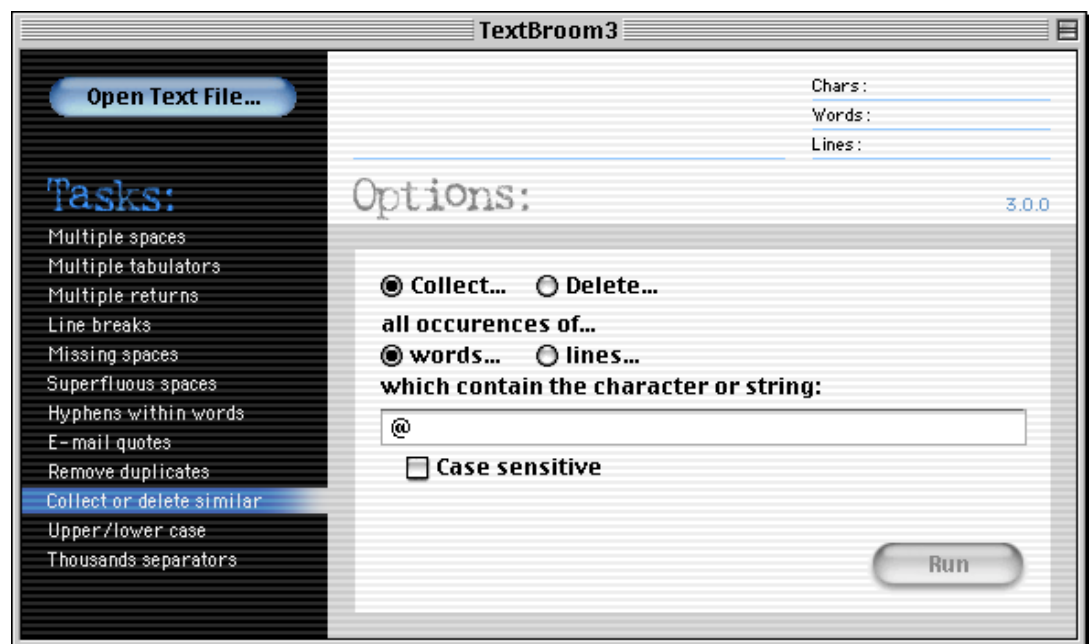 TextBroom3
Open Text File...
Chars:
Words:
Lines:
Tasks:
Options:
3.0.0
Multiple spaces
Multiple tabulators
Multiple returns
Line breaks
Missing spaces
Superfluous spaces
Hyphens within words
E-mail quotes
Remove duplicates
Collect or delete similar
Upper/lower case
Thousands separators
Collect... Delete...
all occurences of...
words... lines...
which contain the character or string:
@
Case sensitive
Run